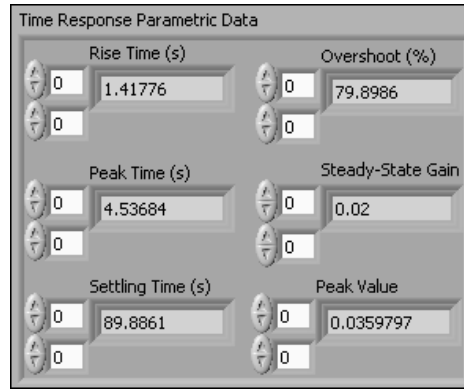 Time Response Parametric Data
Rise Time (s)
0
0
1.41776
Overshoot (%)
0
0
79.8986
Peak Time (s)
0
0
4.53684
Steady-State Gain
0
0
0.02
Settling Time (s)
0
0
89.8861
Peak Value
0
0
0.0359797